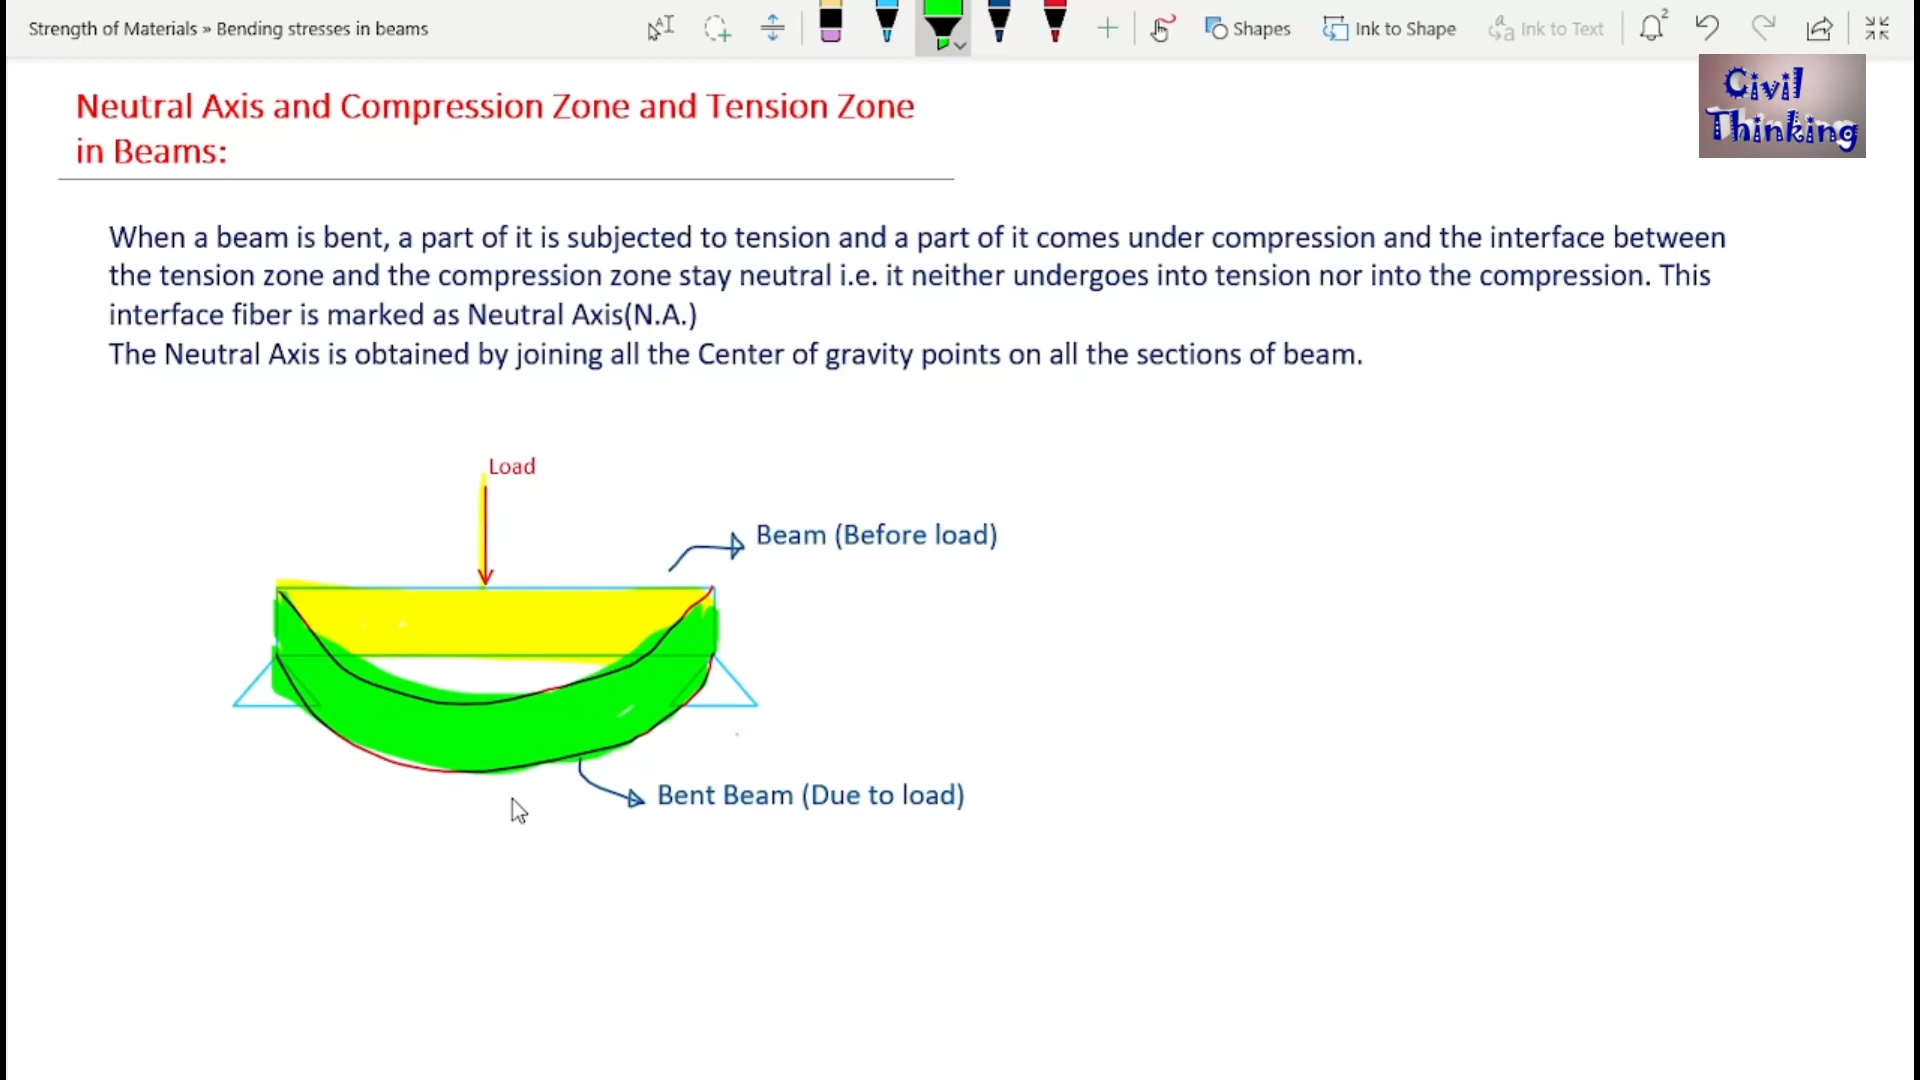 Strength of Materials » Bending stresses in beams
Shapes
Ink to Shape
Ink to Text
2
Civil
Thinking
Neutral Axis and Compression Zone and Tension Zone
in Beams:
When a beam is bent, a part of it is subjected to tension and a part of it comes under compression and the interface between
the tension zone and the compression zone stay neutral i.e. it neither undergoes into tension nor into the compression. This
interface fiber is marked as Neutral Axis(N.A.)
The Neutral Axis is obtained by joining all the Center of gravity points on all the sections of beam.
Load
Beam (Before load)
Bent Beam (Due to load)